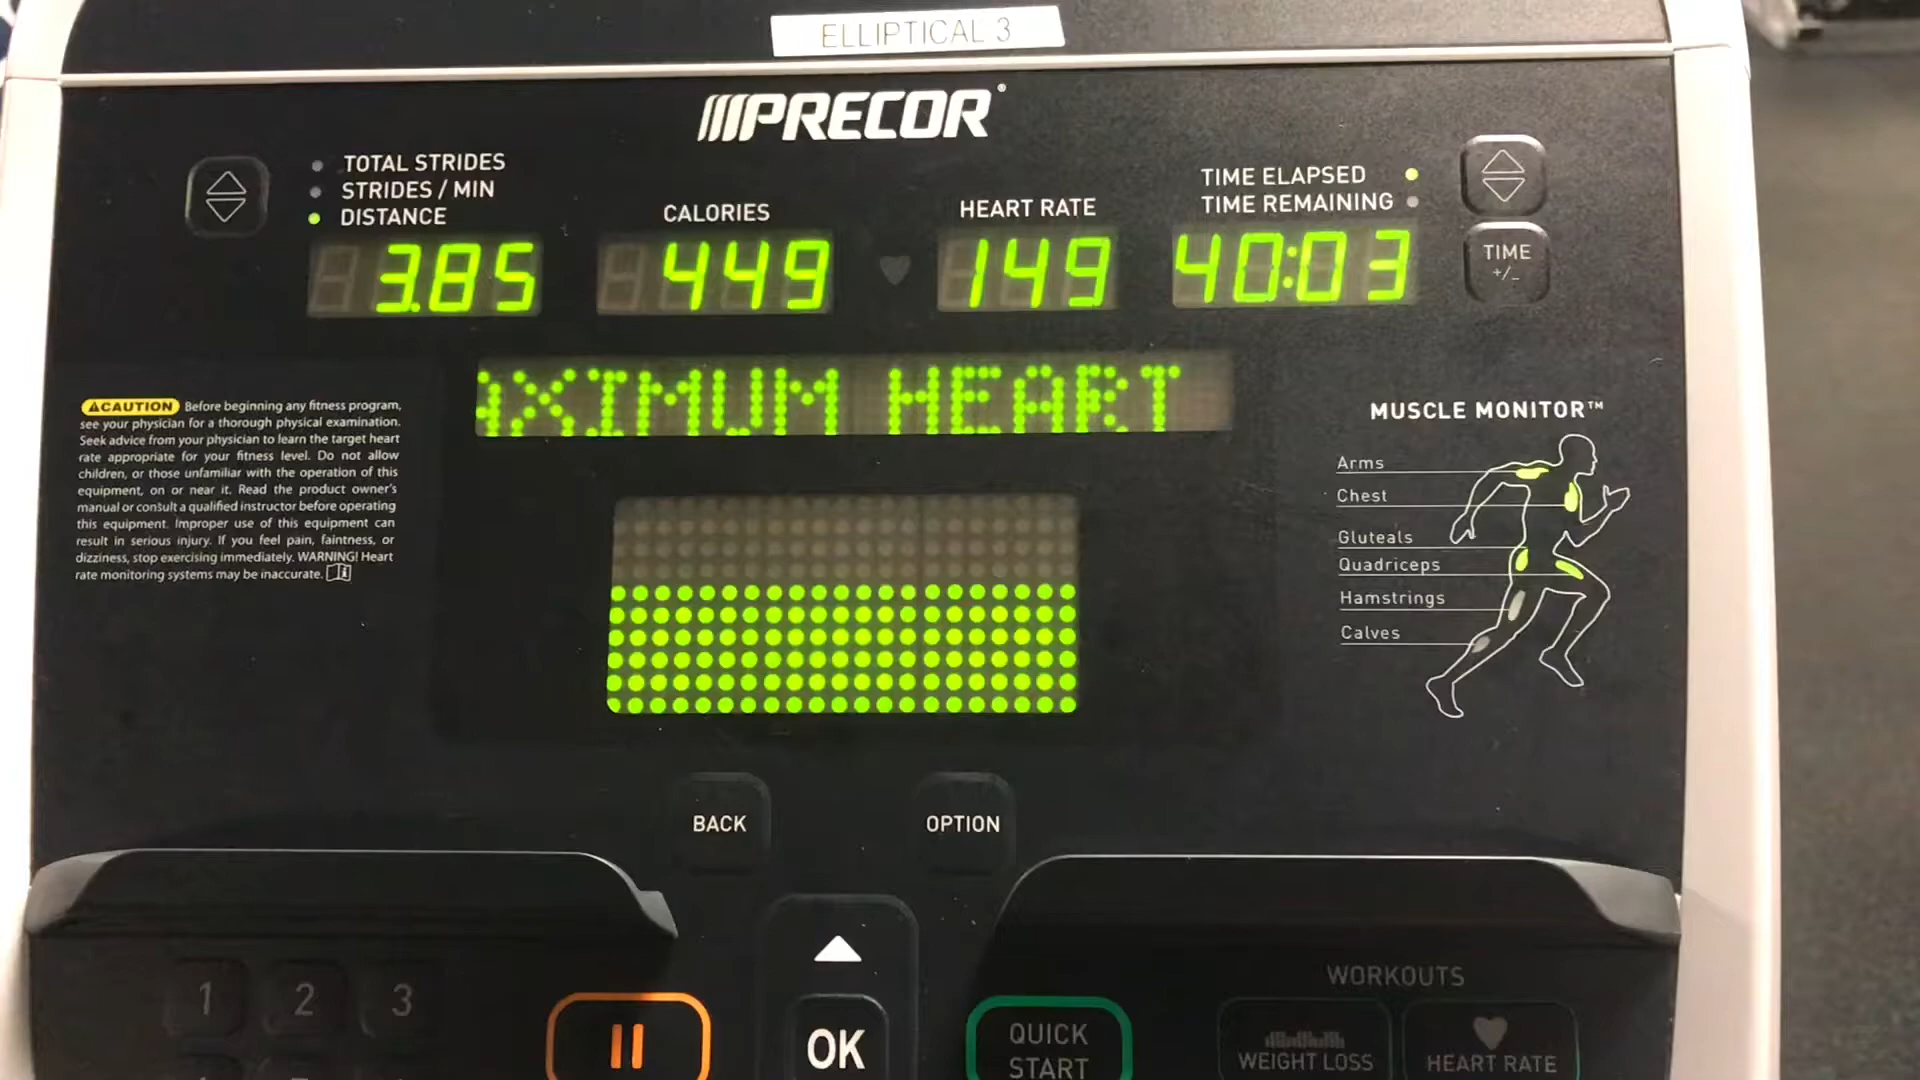 ELLIPTICAL 3
PRECOR
TOTAL STRIDES
STRIDES / MIN
DISTANCE
CALORIES
HEART RATE
TIME ELAPSED
TIME REMAINING
3.85
449
149
40:03
TIME
+/_
AXIMUM HEART
⚠CAUTION Before beginning any fitness program,
see your physician for a thorough physical examination.
Seek advice from your physician to learn the target heart
rate appropriate for your fitness level. Do not allow
children, or those unfamiliar with the operation of this
equipment, on or near it. Read the product owner's
manual or consult a qualified instructor before operating
this equipment. Improper use of this equipment can
result in serious injury. If you feel pain, faintness, or
dizziness, stop exercising immediately. WARNING! Heart
rate monitoring systems may be inaccurate.
MUSCLE MONITOR™
Arms
Chest
Gluteals
Quadriceps
Hamstrings
Calves
BACK
OPTION
1 2 3
OK
QUICK
START
WORKOUTS
WEIGHT LOSS
HEART RATE